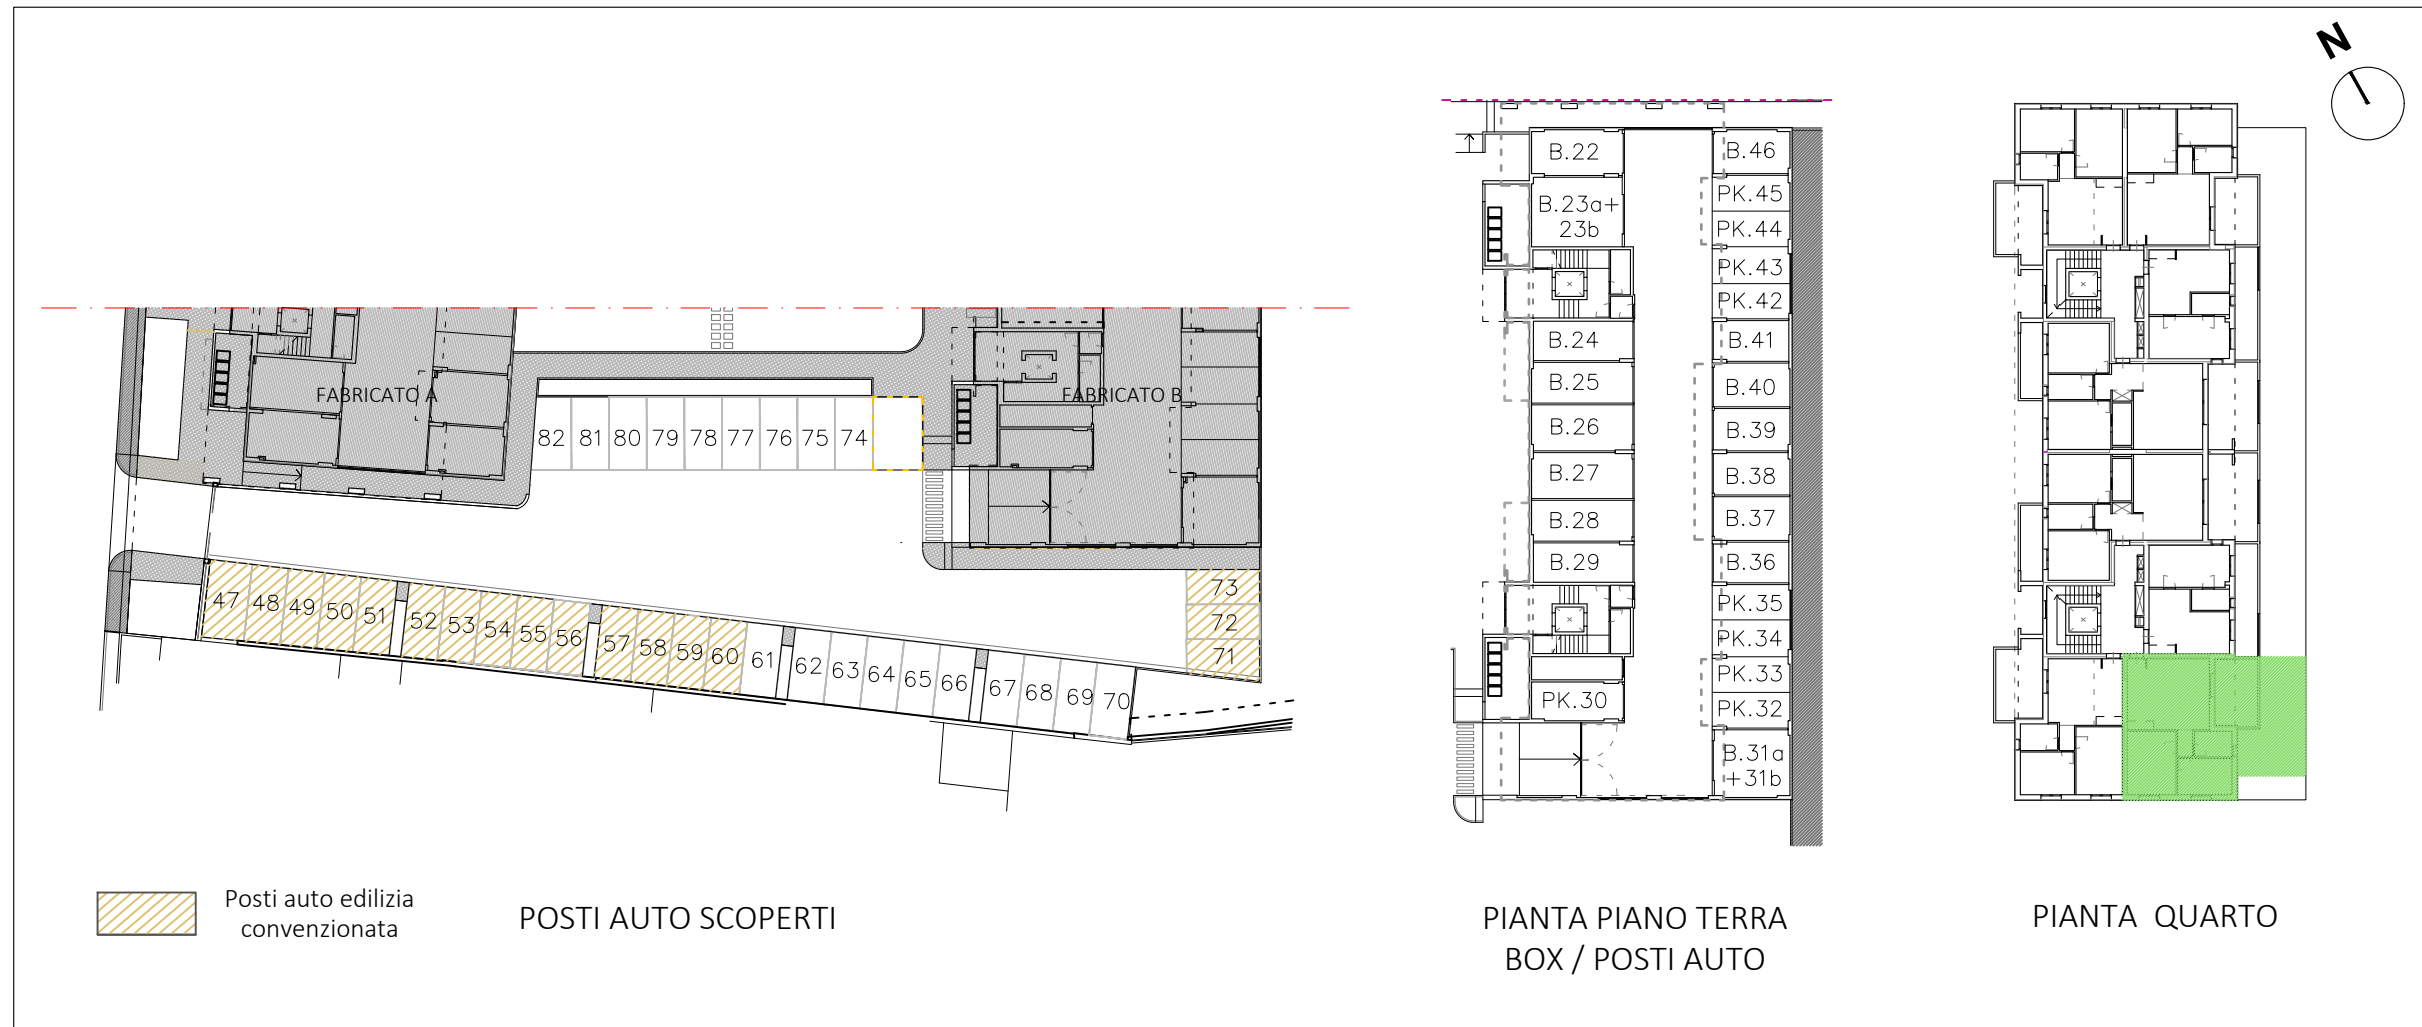 N
FABRICATO A
FABRICATO B
82 81 80 79 78 77 76 75 74
47 48 49 50 51 52 53 54 55 56 57 58 59 60 61 62 63 64 65 66 67 68 69 70
73
72
71
Posti auto edilizia
convenzionata
POSTI AUTO SCOPERTI
B.22
B.23a+
23b
B.24
B.25
B.26
B.27
B.28
B.29
PK.30
B.46
PK.45
PK.44
PK.43
PK.42
B.41
B.40
B.39
B.38
B.37
B.36
PK.35
PK.34
PK.33
PK.32
B.31a
+31b
PIANTA PIANO TERRA
BOX / POSTI AUTO
PIANTA QUARTO